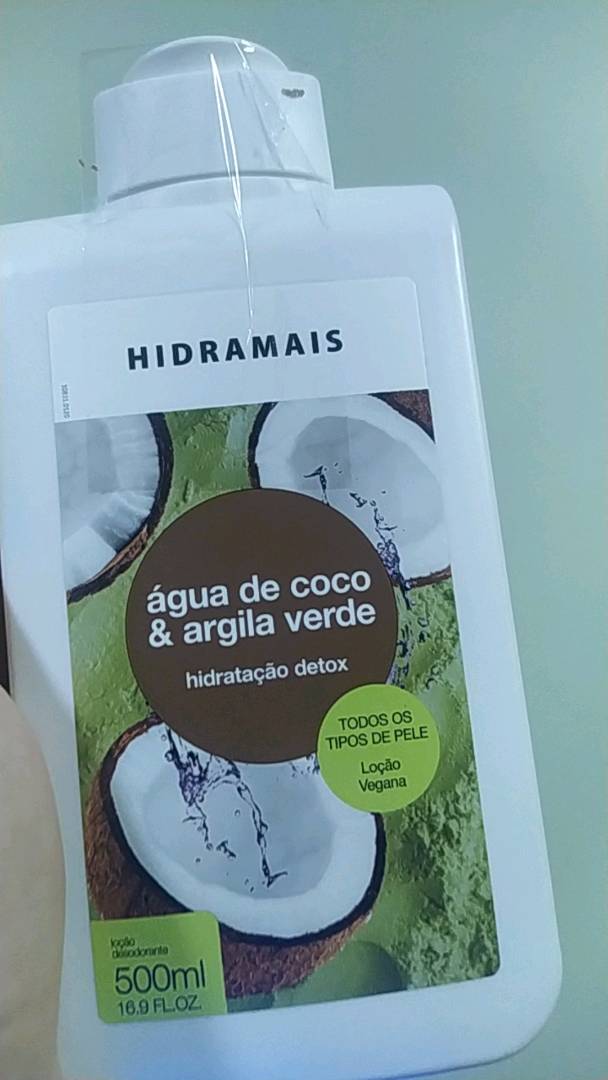 HIDRAMAIS
água de coco
& argila verde
hidratação detox
TODOS OS
TIPOS DE PELE
Loção
Vegana
loção
desodorante
500ml
16.9 FL.OZ.